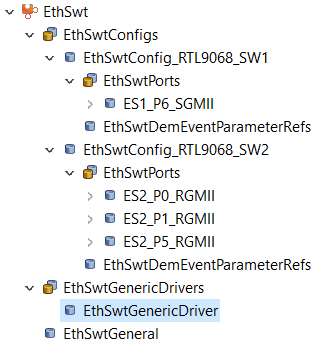 EthSwt
EthSwtConfigs
EthSwtConfig_RTL9068_SW1
EthSwtPorts
ES1_P6_SGMII
EthSwtDemEventParameterRefs
EthSwtConfig_RTL9068_SW2
EthSwtPorts
ES2_P0_RGMII
ES2_P1_RGMII
ES2_P5_RGMII
EthSwtDemEventParameterRefs
EthSwtGenericDrivers
EthSwtGenericDriver
EthSwtGeneral